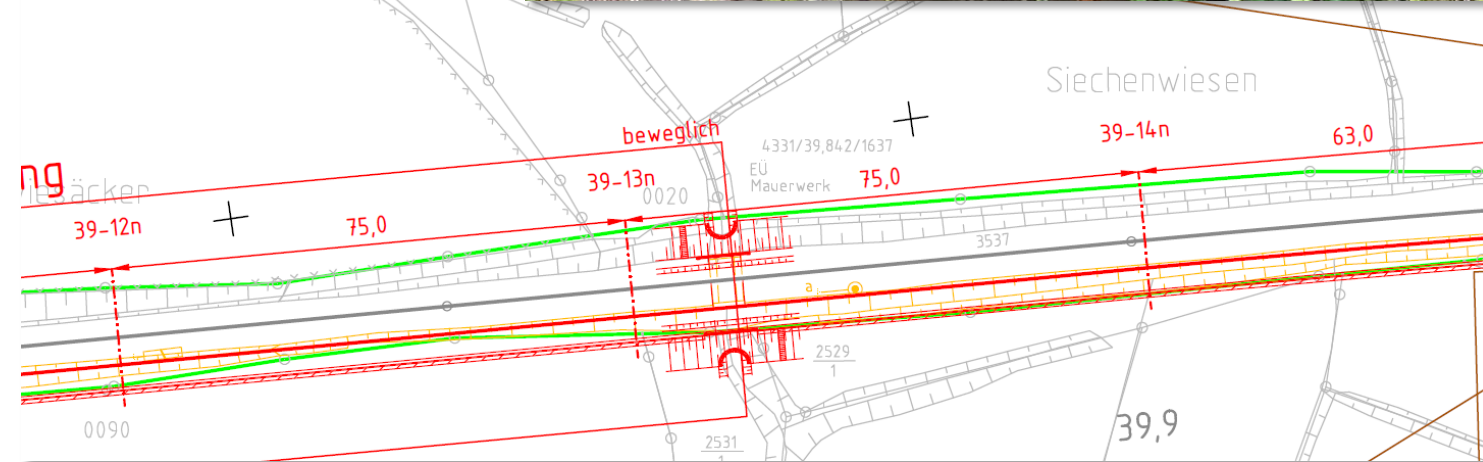 Siechenwiesen
beweglich
39-14n
63,0
4331/39,842/1637
EÜ
Mauerwerk
75,0
39-13n
0020
ng
säcker
39-12n
75,0
3537
a
2529
1
0090
2531
1
39,9